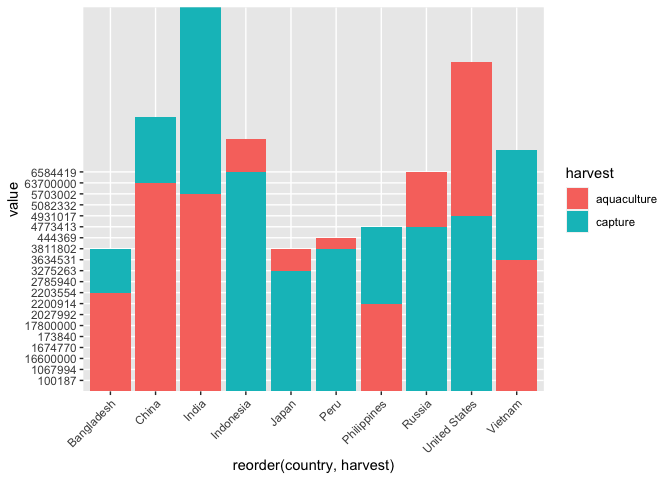 value
6584419
63700000
5703002
5082332
4931017
4773413
444369
3811802
3634531
3275263
2785940
2203554
2200914
2027992
17800000
173840
1674770
16600000
1067994
100187
Bangladesh
China
India
Indonesia
Japan
Peru
Philippines
Russia
United States
Vietnam
reorder(country, harvest)
harvest
aquaculture
capture